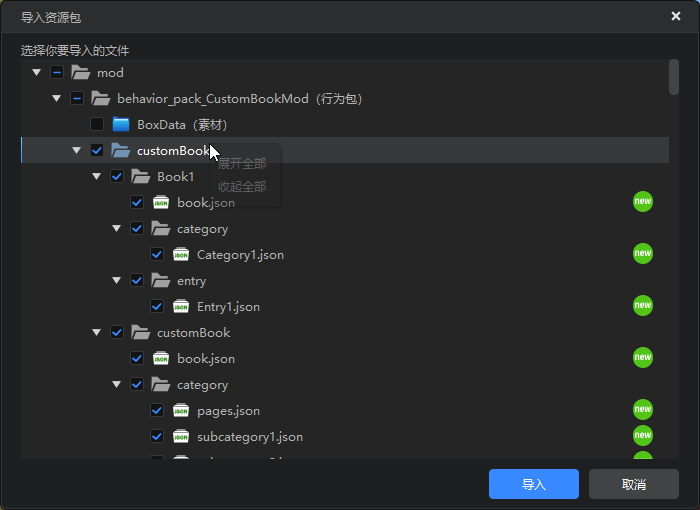 导入资源包
选择你要导入的文件
mod
behavior_pack_CustomBookMod（行为包）
BoxData（素材）
customBook
展开全部
Book1
收起全部
book.json
new
category
Category1.json
new
entry
Entry1.json
new
customBook
book.json
new
category
pages.json
new
subcategory1.json
new
导入
取消